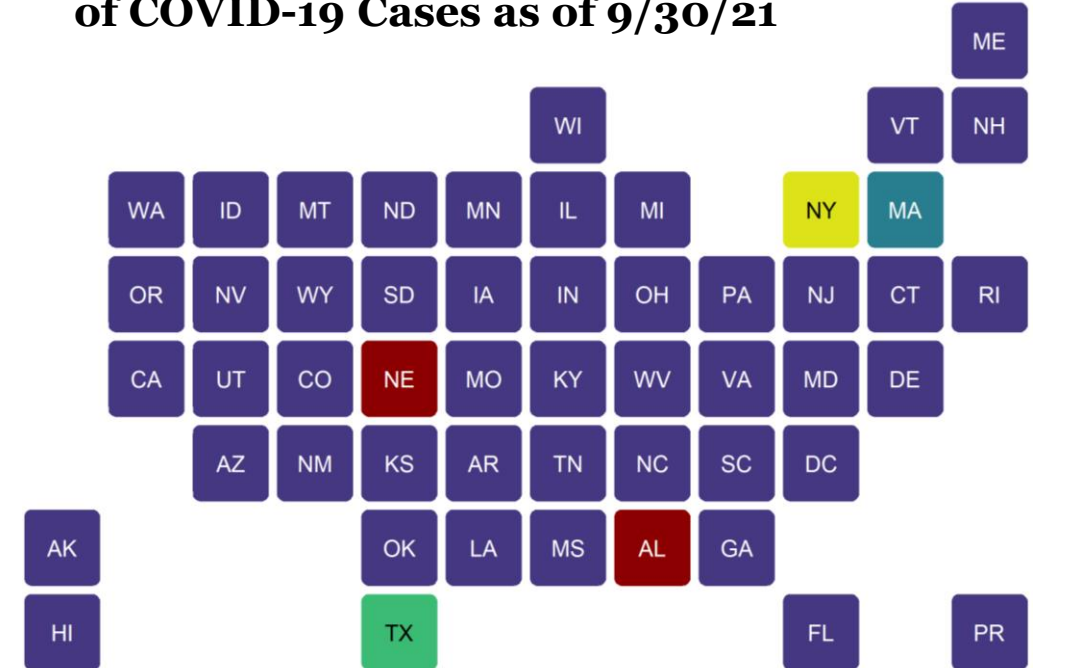 of COVID-19 Cases as of 9/30/21
ME
WI VT NH
WA ID MT ND MN IL MI NY MA
OR NV WY SD IA IN OH PA NJ CT RI
CA UT CO NE MO KY WV VA MD DE
AZ NM KS AR TN NC SC DC
AK OK LA MS AL GA
HI TX FL PR